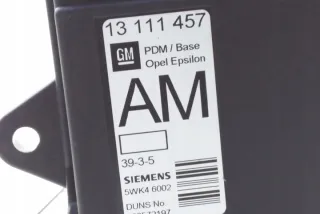 13 111 457
GM
PDM / Base
Opel Epsilon
AM
39-3-5
SIEMENS
5WK4 6002
DUNS No